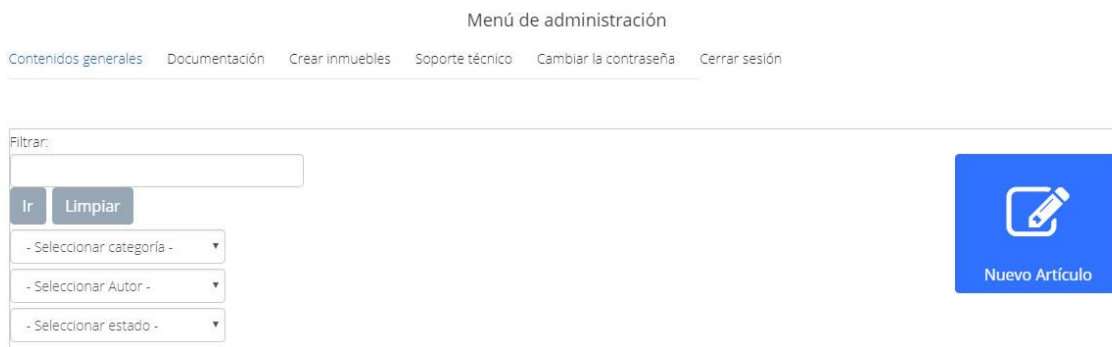 Menú de administración
Contenidos generales Documentación Crear inmuebles Soporte técnico Cambiar la contraseña Cerrar sesión
Filtrar:
Ir Limpiar
- Seleccionar categoría -
- Seleccionar Autor -
- Seleccionar estado -
Nuevo Artículo